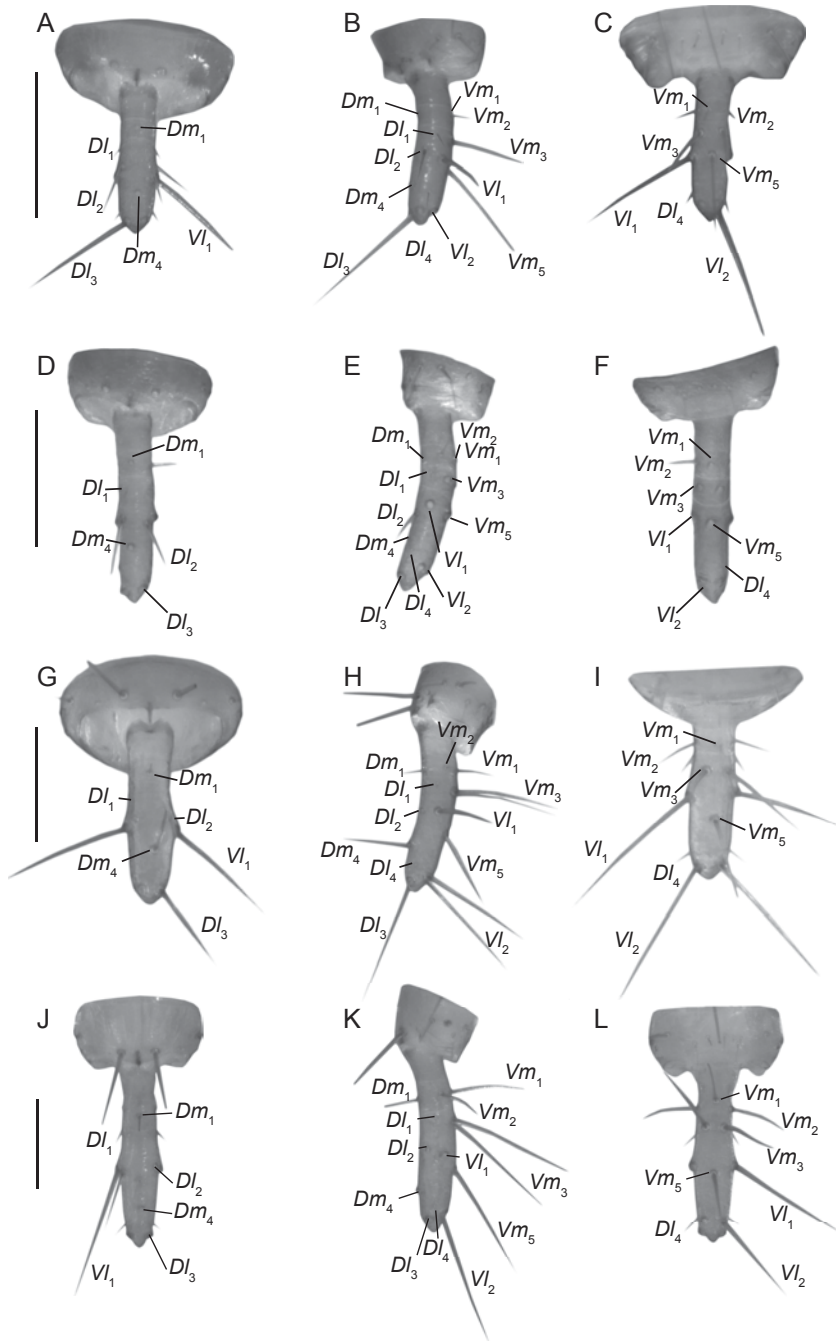 A
Dm₁
Dl₁
Dl₂
Vl₁
Dm₄
Dl₃
B
Vm₁
Dm₁
Vm₂
Dl₁
Dl₂
Vm₃
Dm₄
Vl₁
Dl₃
Dl₄
Vl₂
Vm₅
C
Vm₁
Vm₂
Vm₃
Vm₅
Vl₁
Dl₄
Vl₂
D
Dm₁
Dl₁
Dm₄
Dl₂
Dl₃
E
Vm₂
Dm₁
Vm₁
Dl₁
Vm₃
Dl₂
Vm₅
Dm₄
Vl₁
Dl₃
Dl₄
Vl₂
F
Vm₁
Vm₂
Vm₃
Vl₁
Vm₅
Dl₄
Vl₂
G
Dm₁
Dl₁
Dl₂
Dm₄
Vl₁
Dl₃
H
Vm₂
Dm₁
Vm₁
Dl₁
Vm₃
Dl₂
Vl₁
Dm₄
Dl₄
Vm₅
Dl₃
Vl₂
I
Vm₁
Vm₂
Vm₃
Vm₅
Vl₁
Dl₄
Vl₂
J
Dm₁
Dl₁
Dl₂
Dm₄
Vl₁
Dl₃
K
Vm₁
Dm₁
Vm₂
Dl₁
Dl₂
Vl₁
Vm₃
Dm₄
Vm₅
Dl₃
Dl₄
Vl₂
L
Vm₁
Vm₂
Vm₃
Vm₅
Vl₁
Dl₄
Vl₂